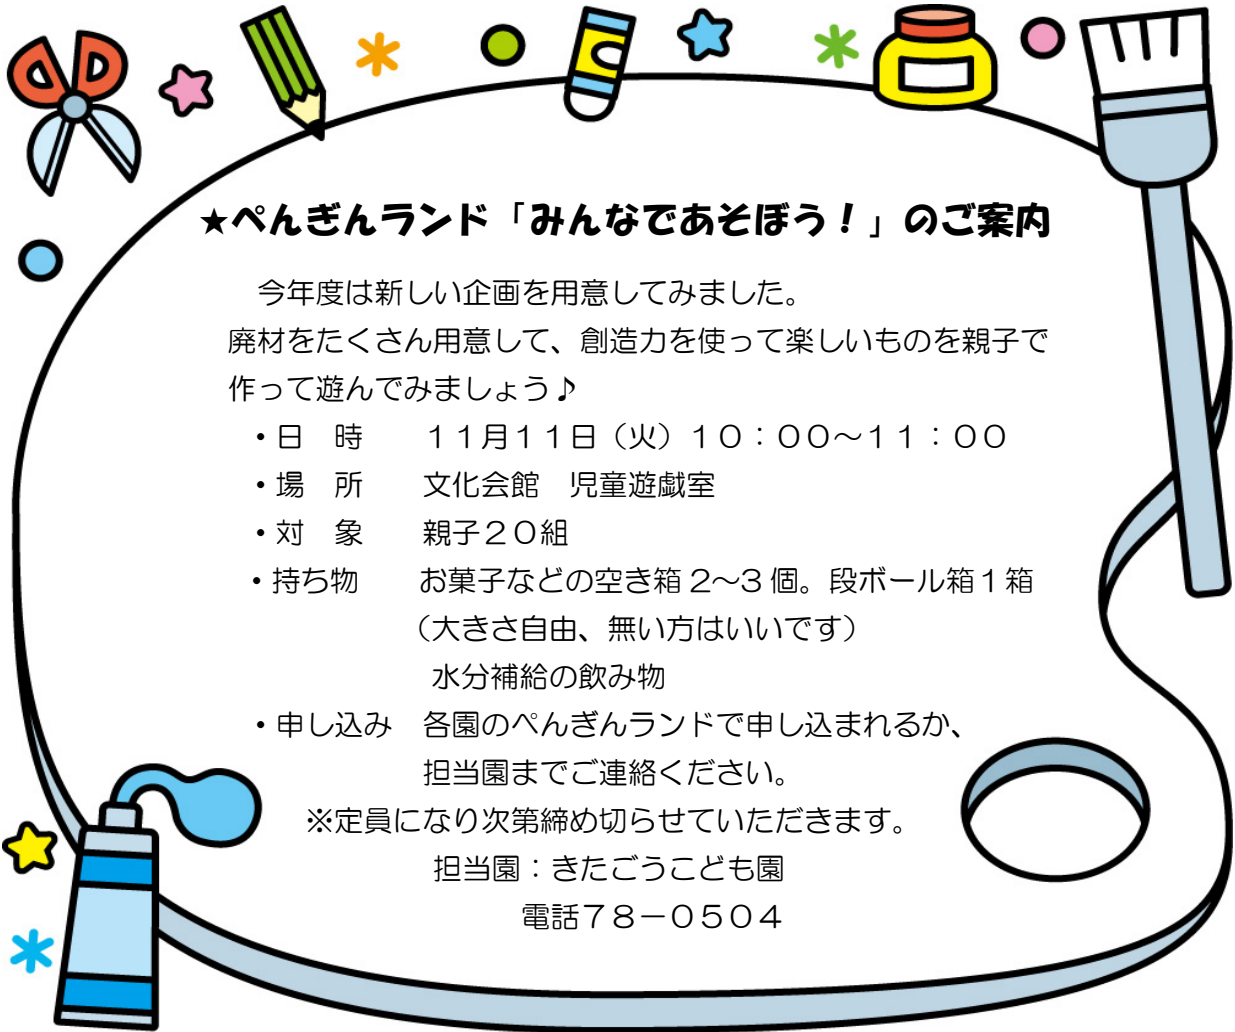 ★ぺんぎんランド「みんなであそぼう！」のご案内
今年度は新しい企画を用意してみました。
廃材をたくさん用意して、創造力を使って楽しいものを親子で
作って遊んでみましょう♪
・日　時　　１１月１１日（火）１０：００～１１：００
・場　所　　文化会館　児童遊戯室
・対　象　　親子２０組
・持ち物　　お菓子などの空き箱 2～3 個。段ボール箱１箱
（大きさ自由、無い方はいいです）
水分補給の飲み物
・申し込み　各園のぺんぎんランドで申し込まれるか、
担当園までご連絡ください。
※定員になり次第締め切らせていただきます。
担当園：きたごうこども園
電話７８－０５０４